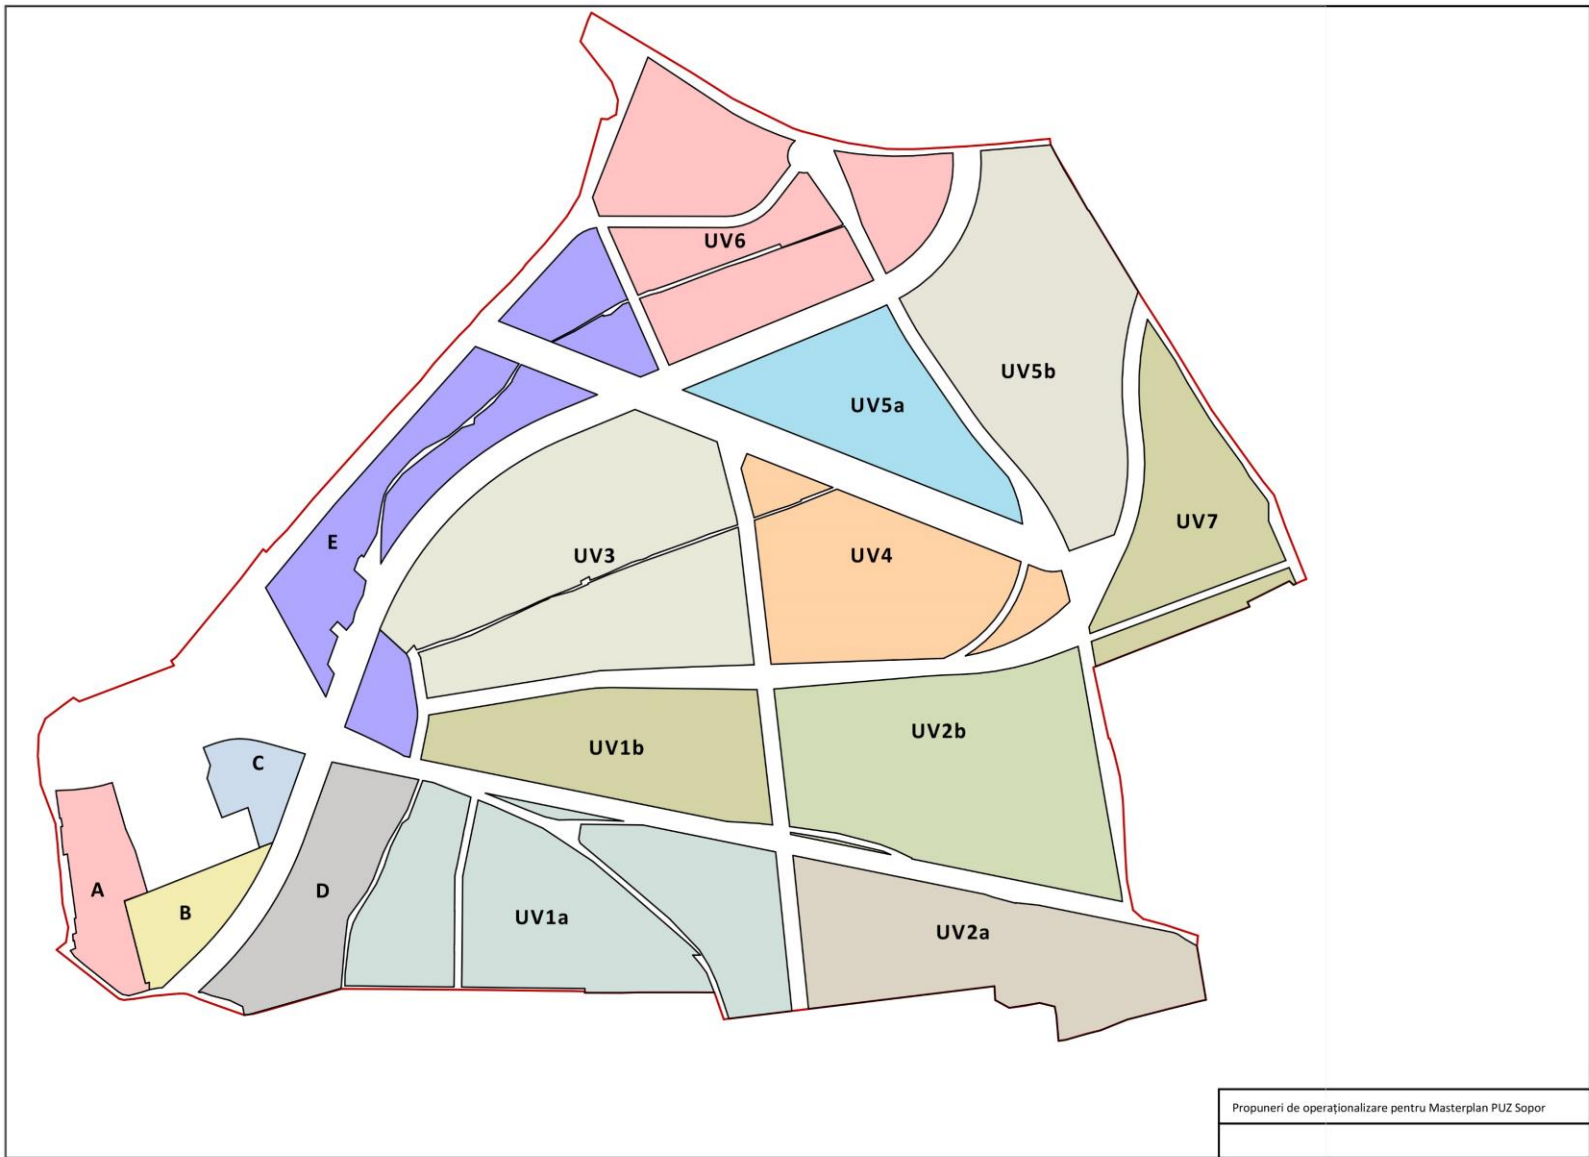 UV6
UV5b
UV5a
UV7
E
UV3
UV4
UV2b
UV1b
C
A
D
B
UV1a
UV2a
Propuneri de operaționalizare pentru Masterplan PUZ Sopor